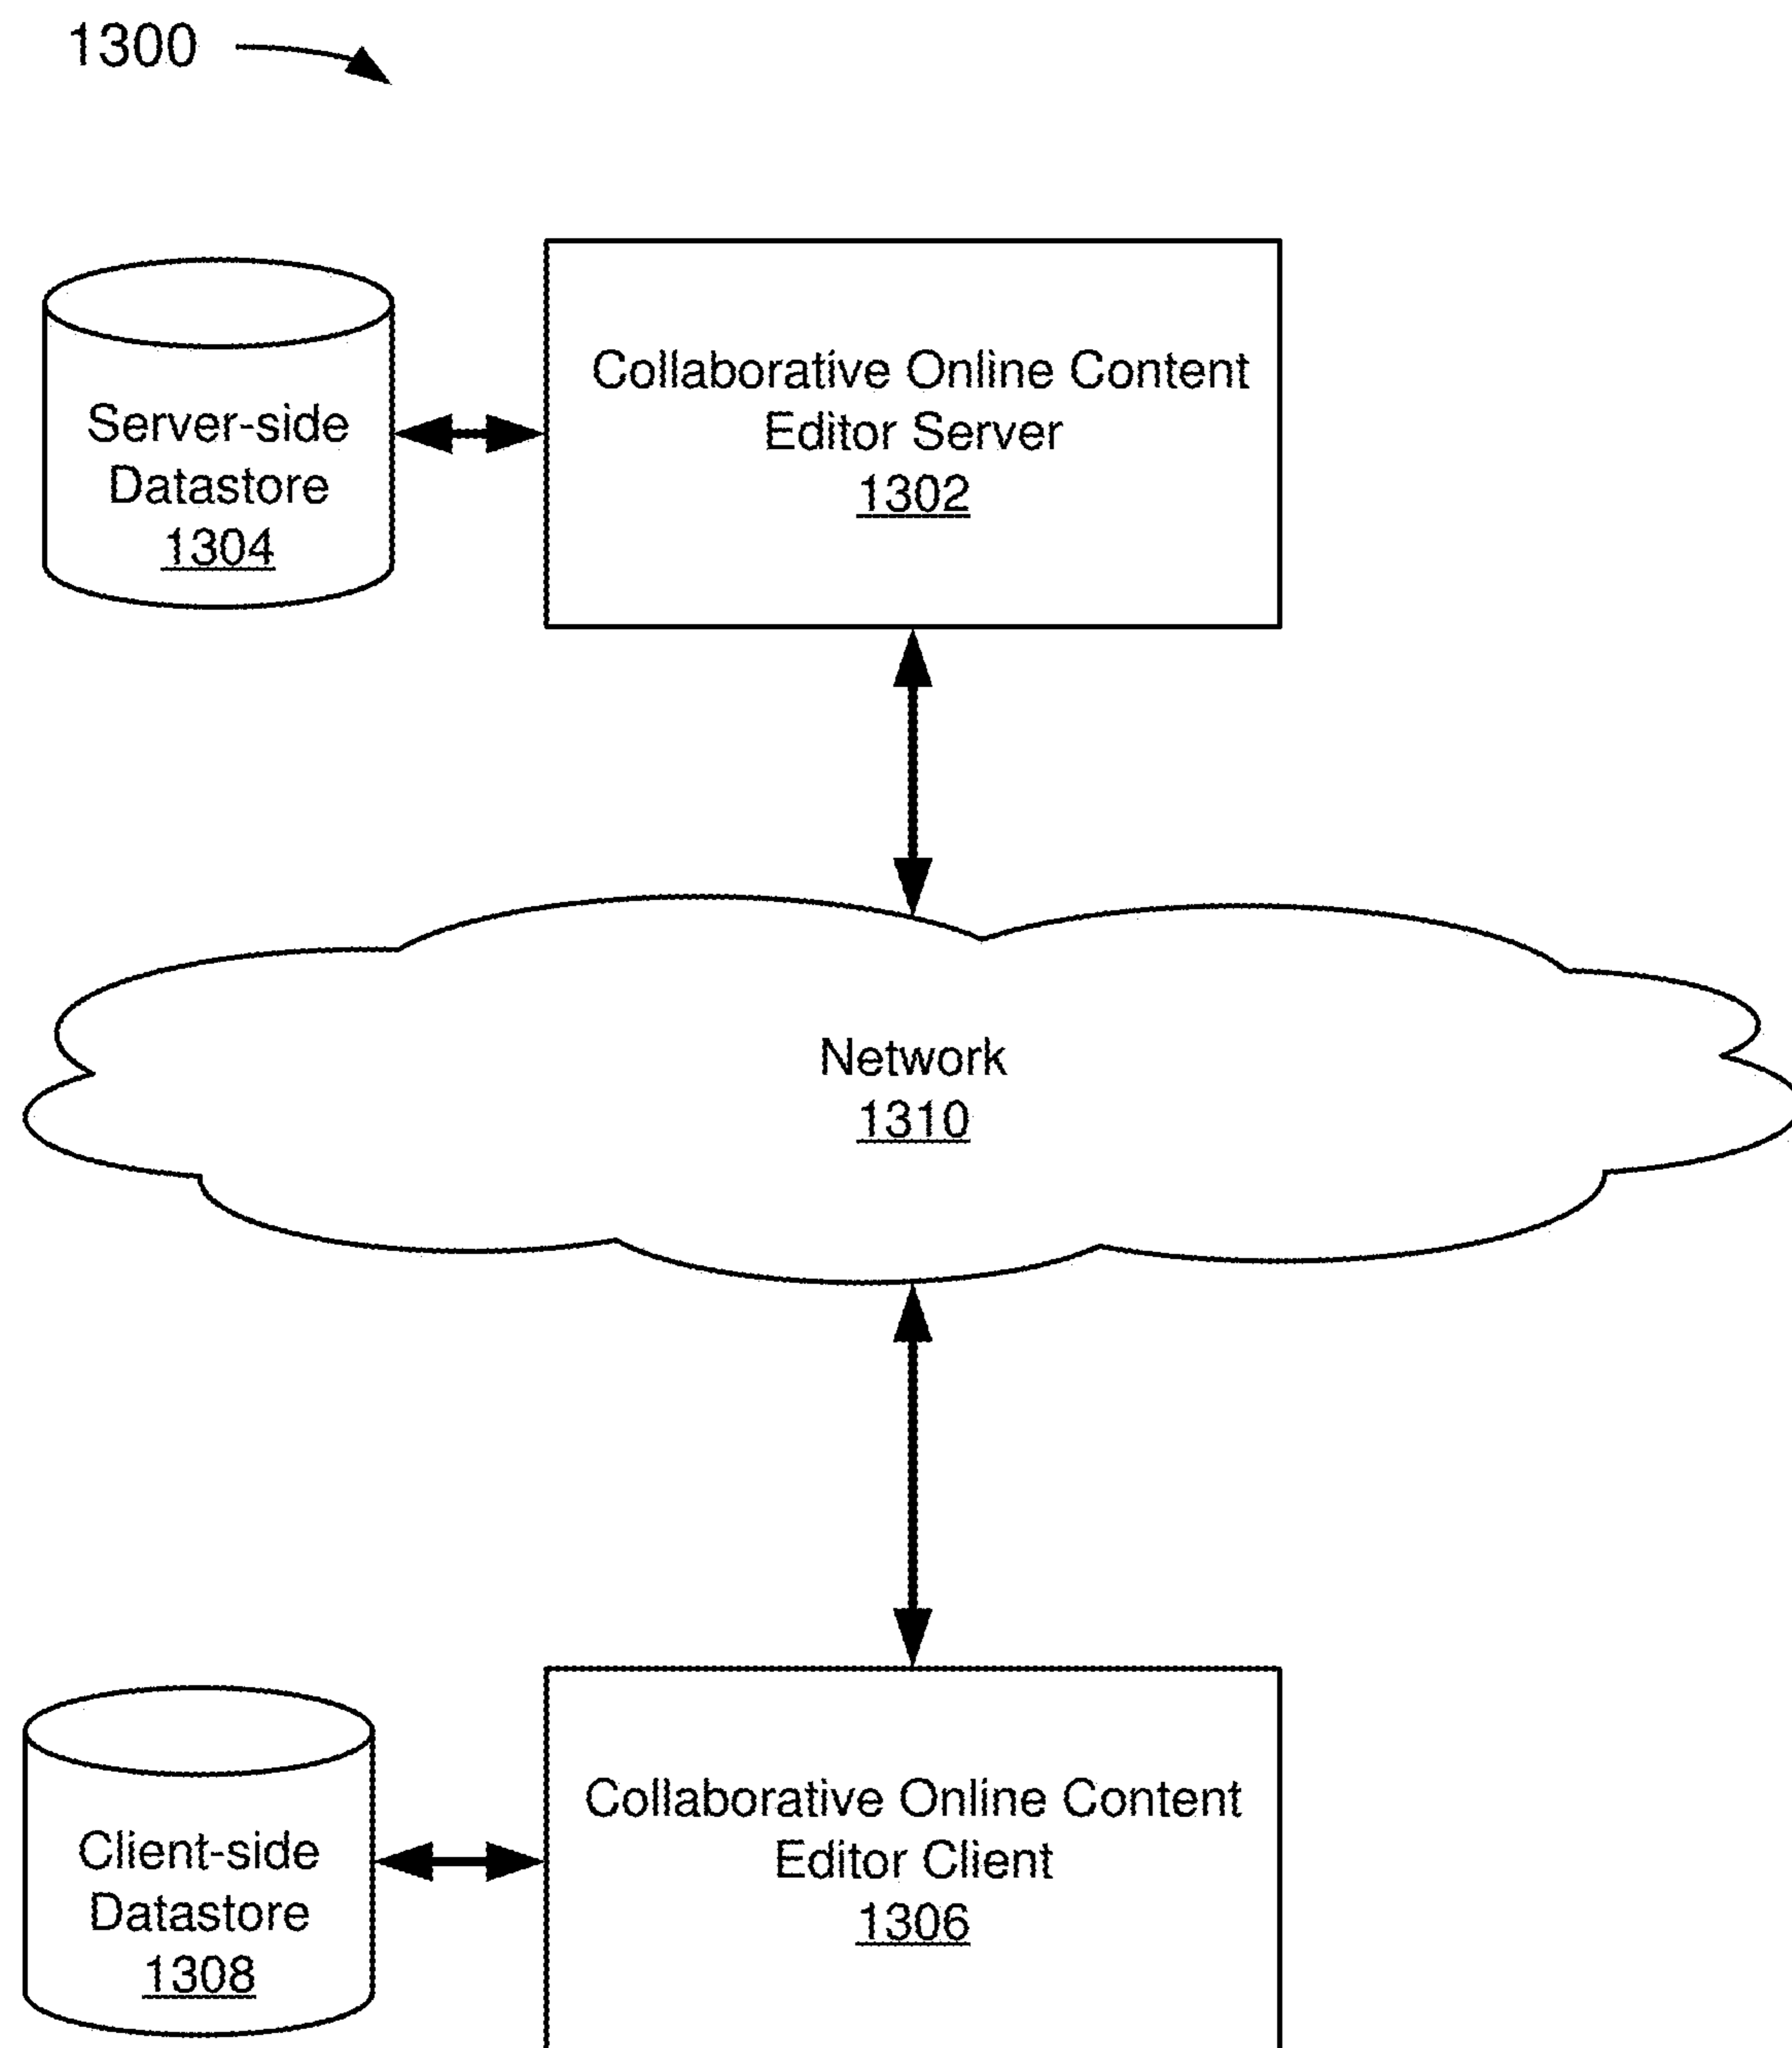 1300
Collaborative Online Content
Editor Server
1302
Server-side
Datastore
1304
Network
1310
Collaborative Online Content
Editor Client
1306
Client-side
Datastore
1308